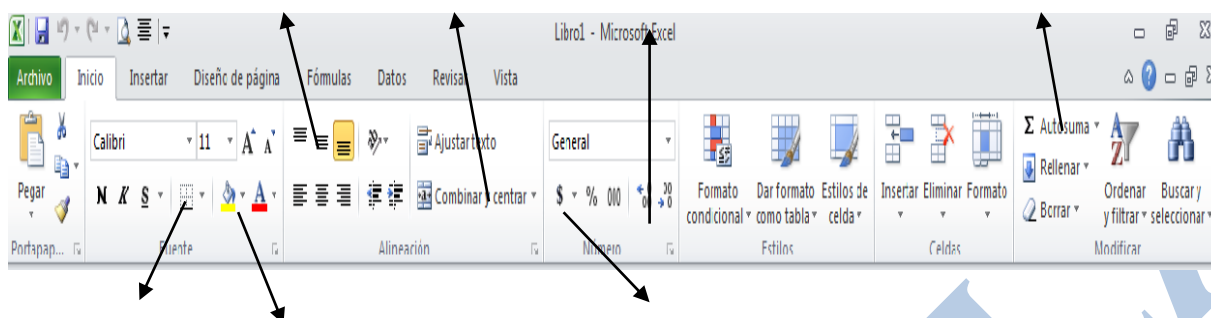 Libro1 - Microsoft Excel
Archivo Inicio Insertar Diseño de página Fórmulas Datos Revisar Vista
Calibri 11 A A Ajustar texto General Σ Autosuma
Rellenar
Pegar N K S A Combinar y centrar $ % 000 Formato condicional Dar formato como tabla Estilos de celda Insertar Eliminar Formato Borrar Ordenar y filtrar Buscar y seleccionar
Portapap... Fuente Alineación Número Estilos Celdas Modificar